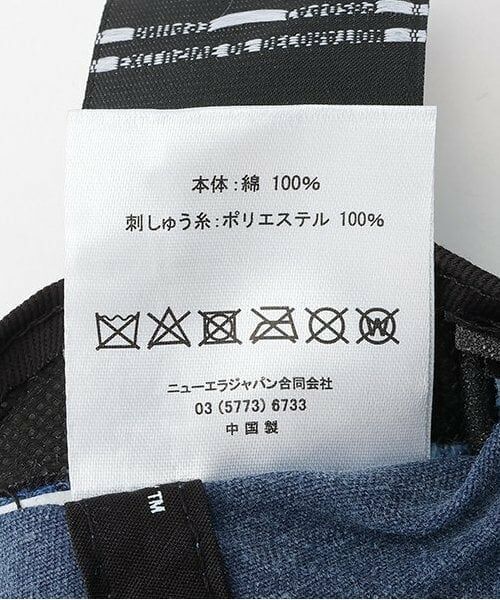 本体:綿 100%
刺しゅう糸:ポリエステル 100%
W
ニューエラジャパン合同会社
03 (5773) 6733
中国製
TM